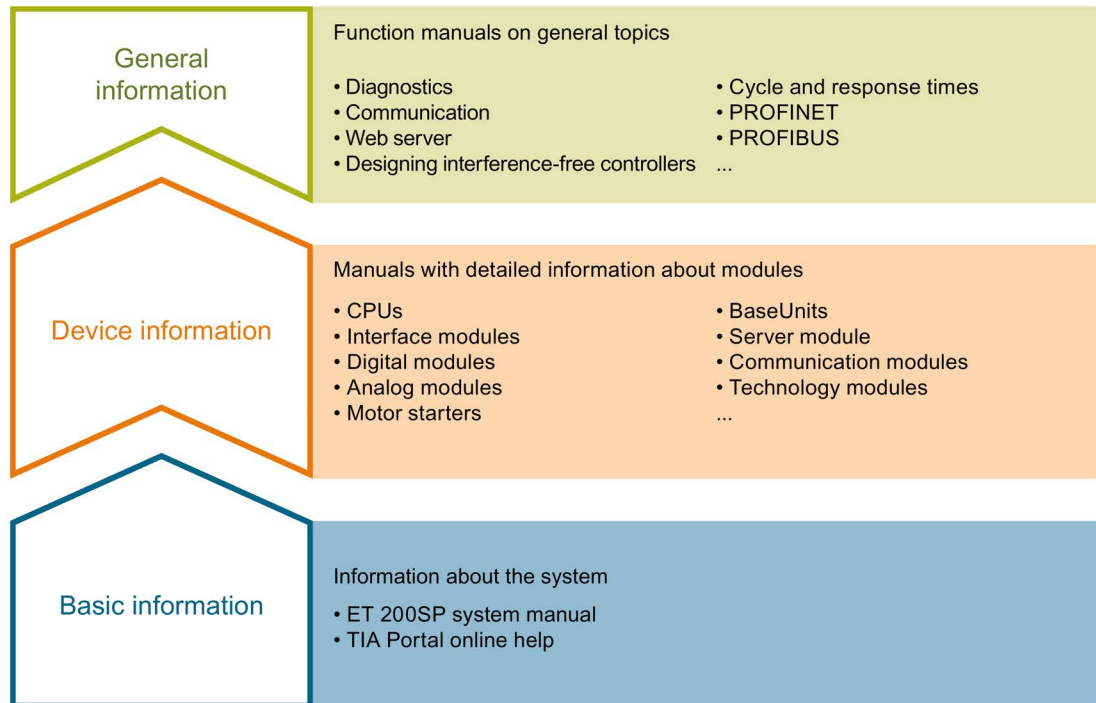 General
information
Function manuals on general topics
• Diagnostics
• Communication
• Web server
• Designing interference-free controllers
• Cycle and response times
• PROFINET
• PROFIBUS
...
Device information
Manuals with detailed information about modules
• CPUs
• Interface modules
• Digital modules
• Analog modules
• Motor starters
• BaseUnits
• Server module
• Communication modules
• Technology modules
...
Basic information
Information about the system
• ET 200SP system manual
• TIA Portal online help